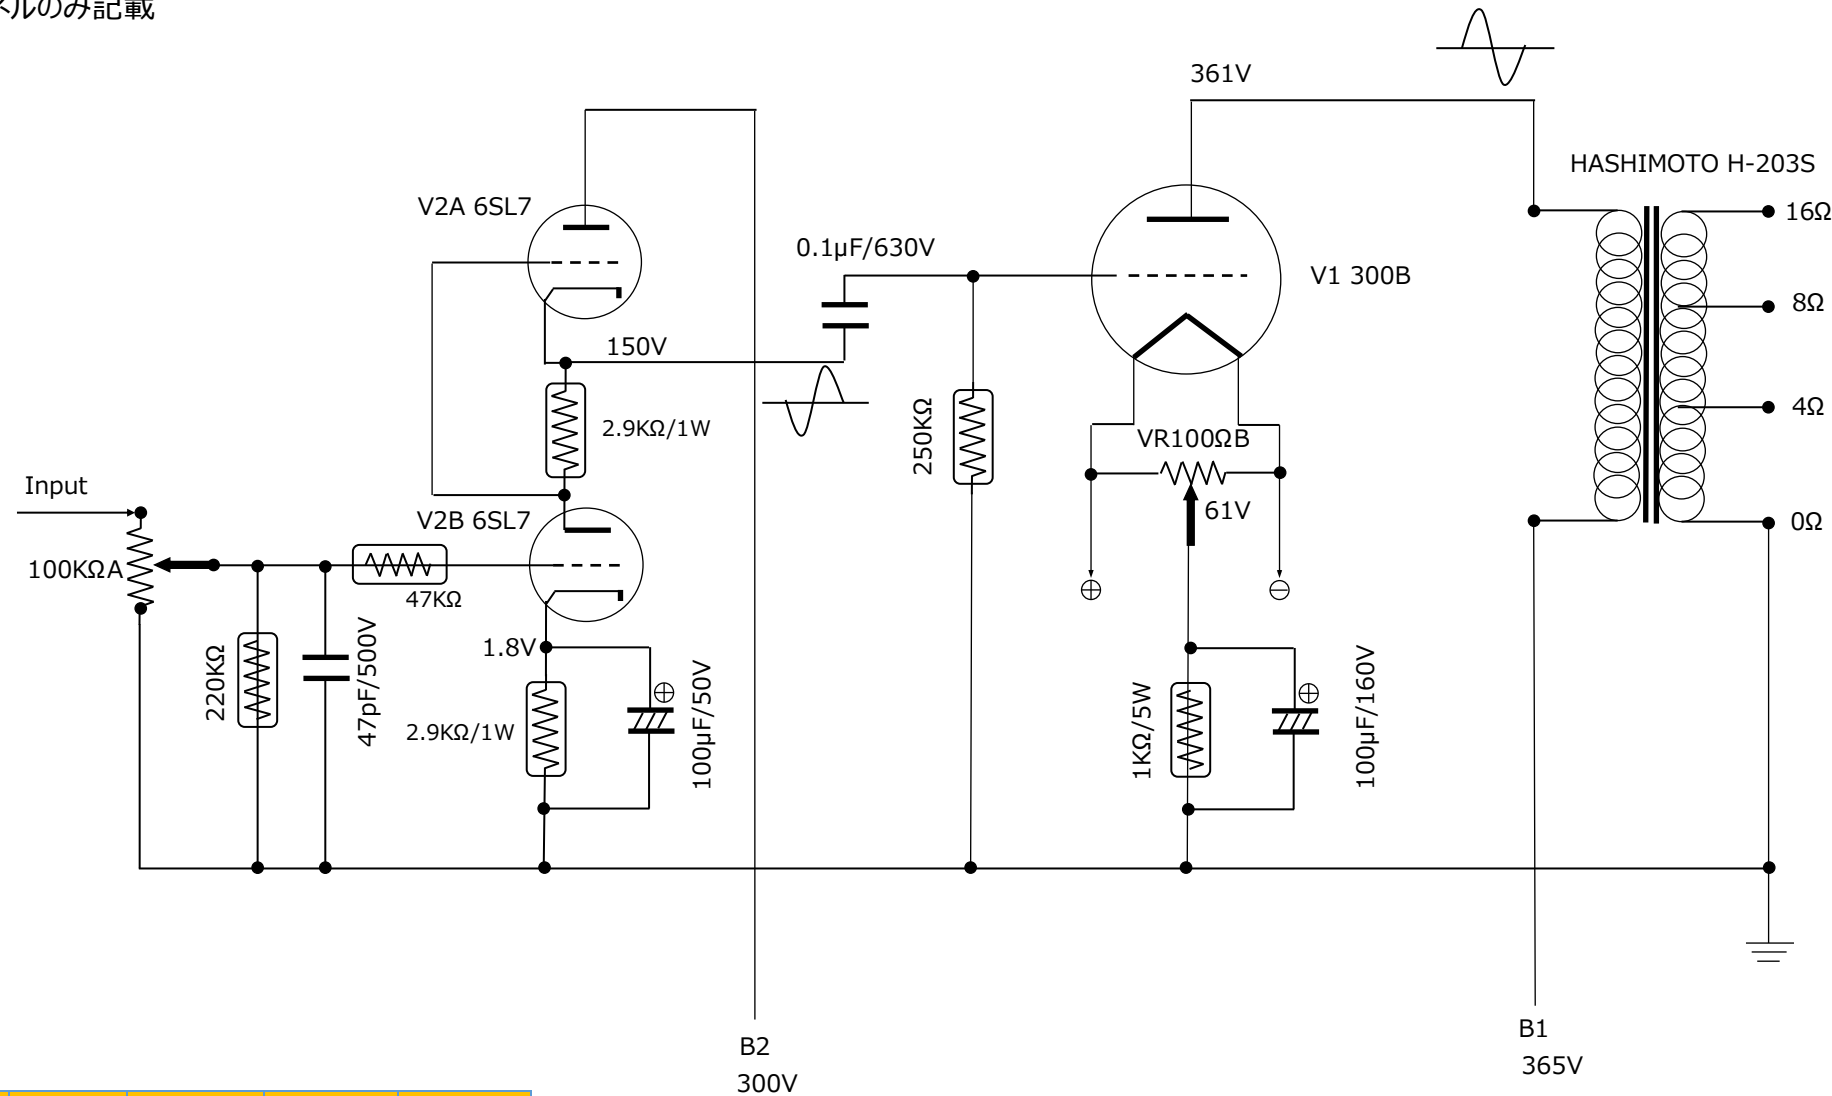 ネルのみ記載
361V
HASHIMOTO H-203S
V2A 6SL7
16Ω
0.1μF/630V
V1 300B
8Ω
150V
4Ω
2.9KΩ/1W
250KΩ
VR100ΩB
Input
61V
V2B 6SL7
0Ω
100KΩA
47KΩ
1.8V
220KΩ
47pF/500V
2.9KΩ/1W
100μF/50V
1KΩ/5W
100μF/160V
B2
300V
B1
365V